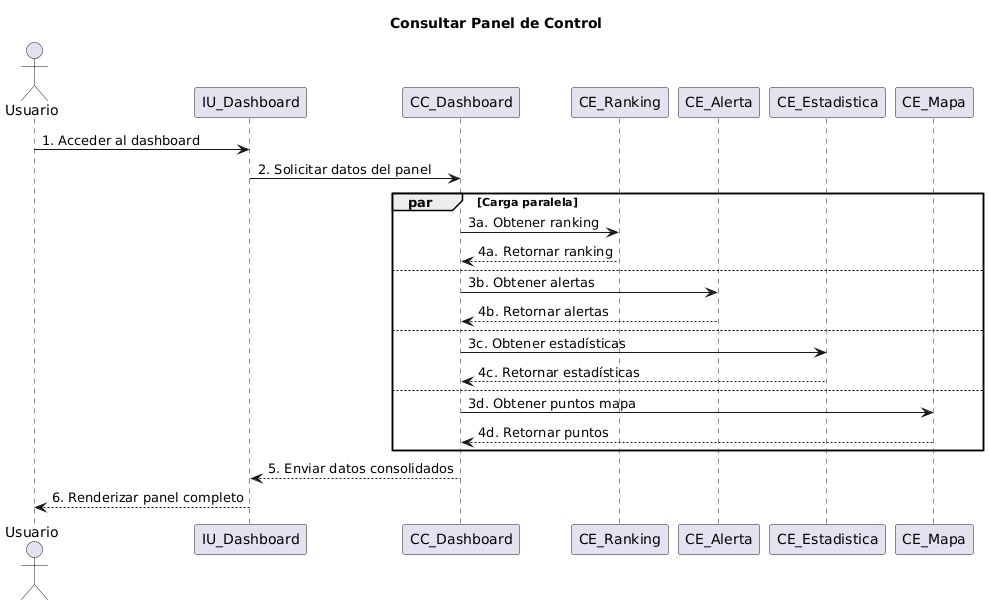 Consultar Panel de Control
Usuario
IU_Dashboard
CC_Dashboard
CE_Ranking
CE_Alerta
CE_Estadistica
CE_Mapa
1. Acceder al dashboard
2. Solicitar datos del panel
par
[Carga paralela]
3a. Obtener ranking
4a. Retornar ranking
3b. Obtener alertas
4b. Retornar alertas
3c. Obtener estadísticas
4c. Retornar estadísticas
3d. Obtener puntos mapa
4d. Retornar puntos
5. Enviar datos consolidados
6. Renderizar panel completo
Usuario
IU_Dashboard
CC_Dashboard
CE_Ranking
CE_Alerta
CE_Estadistica
CE_Mapa